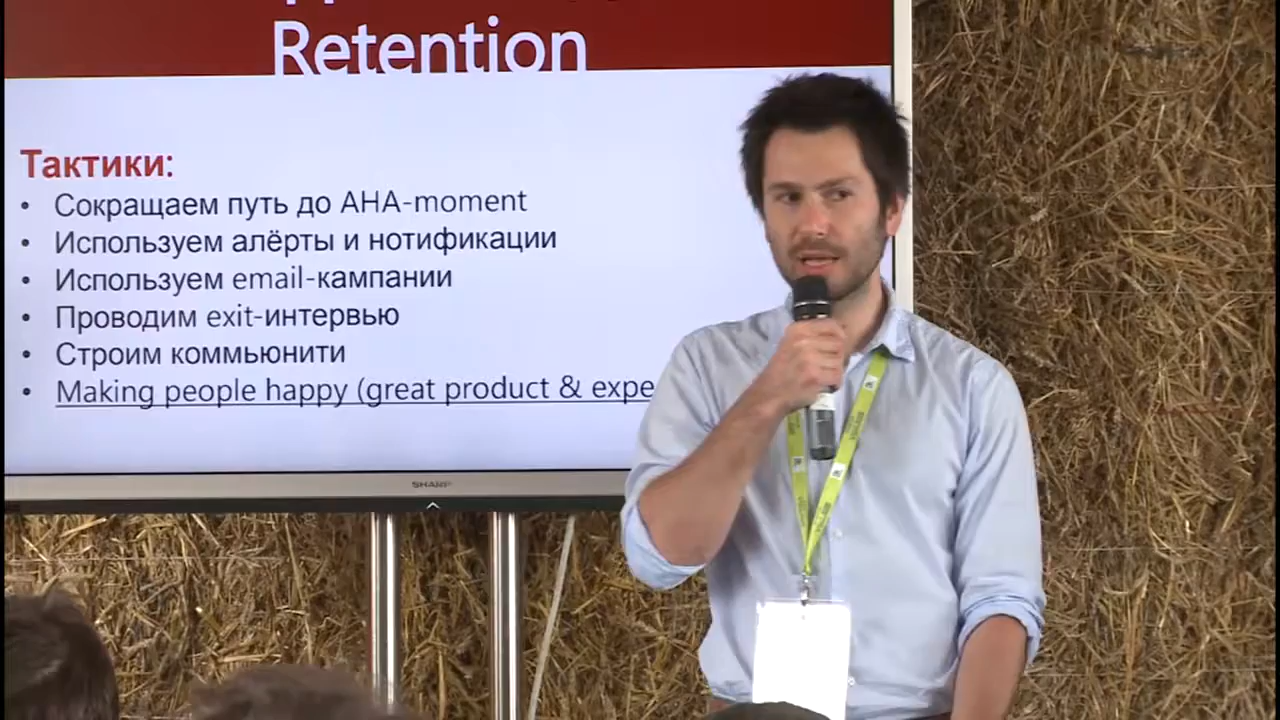 Retention
Тактики:
• Сокращаем путь до AHA-moment
• Используем алёрты и нотификации
• Используем email-кампании
• Проводим exit-интервью
• Строим коммьюнити
• Making people happy (great product & expe
SHARP